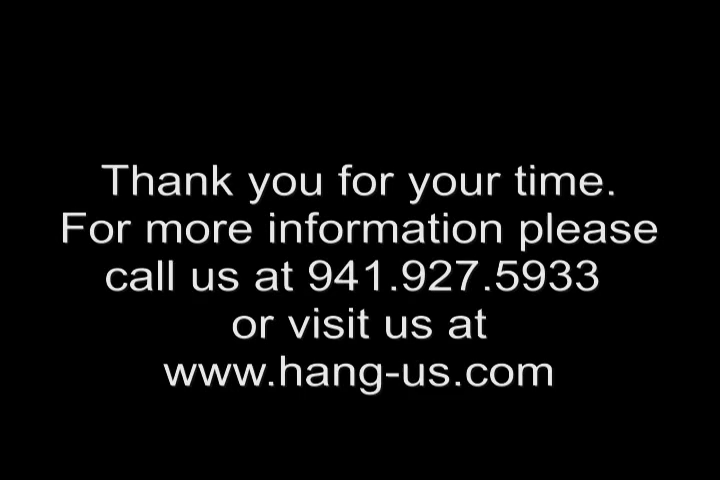 Thank you for your time.
For more information please
call us at 941.927.5933
or visit us at
www.hang-us.com